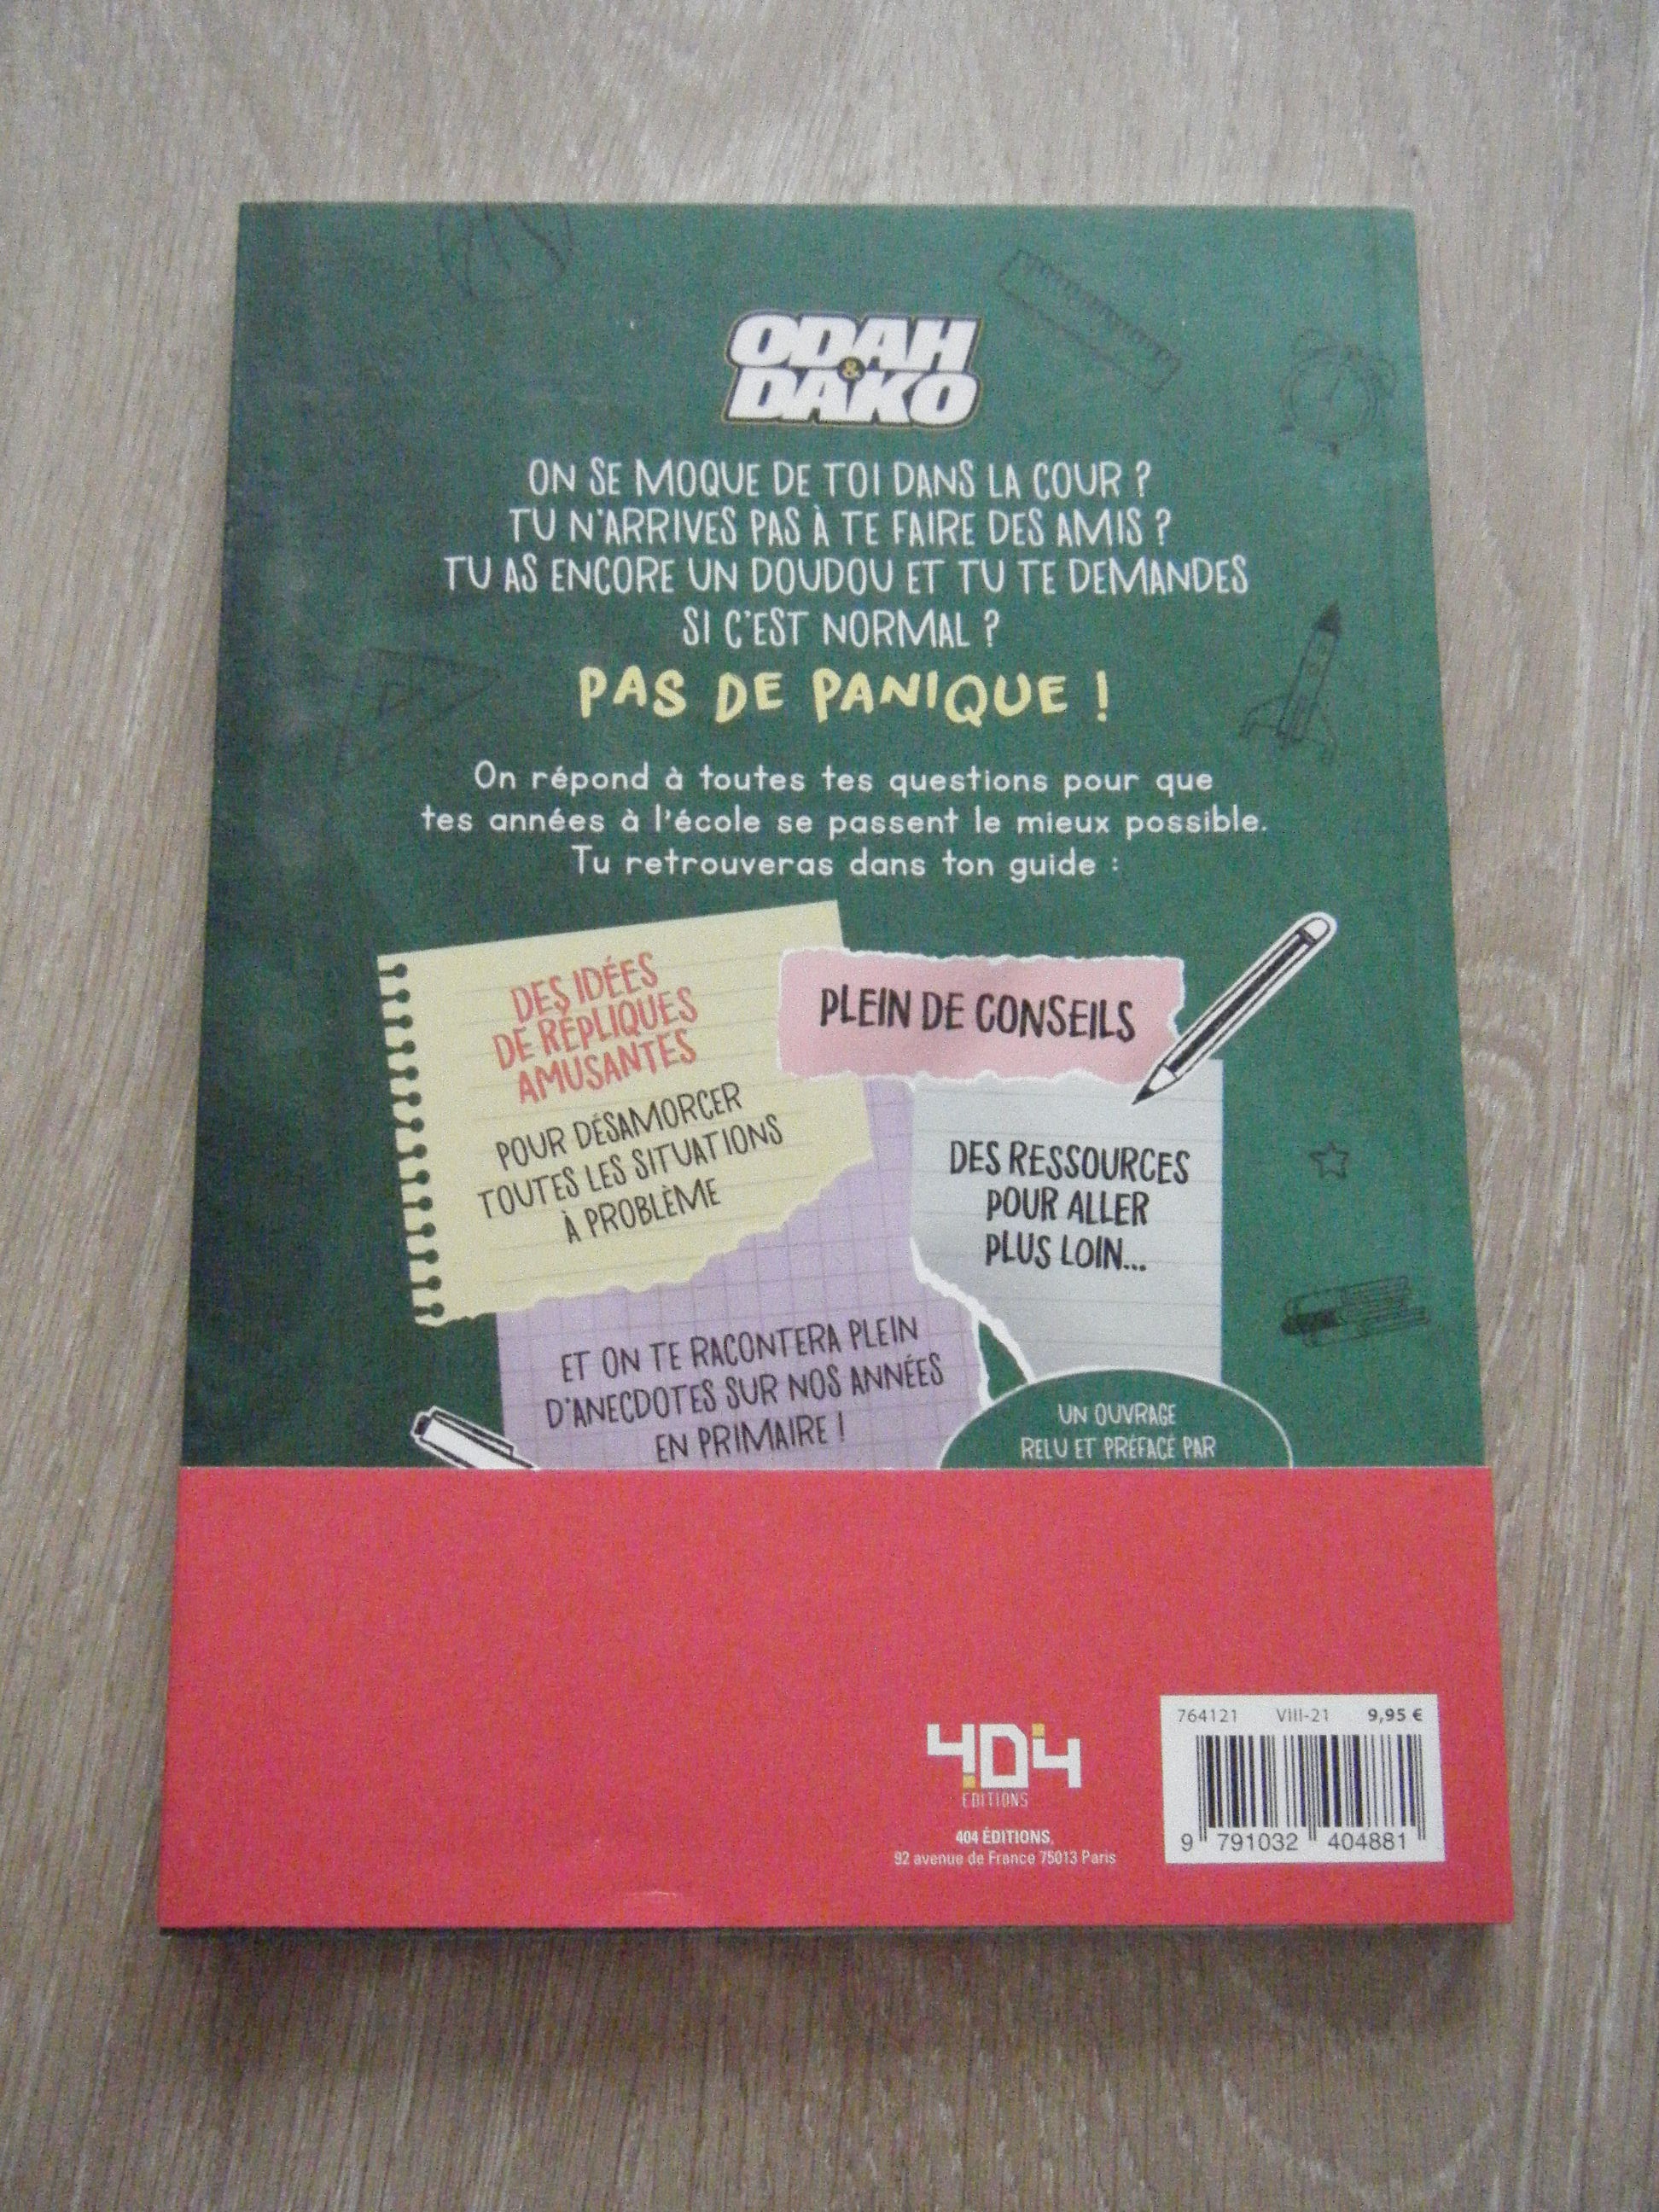 ODAH
&
DAKO
ON SE MOQUE DE TOI DANS LA COUR ?
TU N'ARRIVES PAS À TE FAIRE DES AMIS ?
TU AS ENCORE UN DOUDOU ET TU TE DEMANDES
SI C'EST NORMAL ?
PAS DE PANIQUE !
On répond à toutes tes questions pour que
tes années à l'école se passent le mieux possible.
Tu retrouveras dans ton guide :
DES IDÉES
DE RÉPLIQUES
AMUSANTES
POUR DÉSAMORCER
TOUTES LES SITUATIONS
À PROBLÈME
PLEIN DE CONSEILS
DES RESSOURCES
POUR ALLER
PLUS LOIN...
ET ON TE RACONTERA PLEIN
D'ANECDOTES SUR NOS ANNÉES
EN PRIMAIRE !
UN OUVRAGE
RELU ET PRÉFACÉ PAR
404
ÉDITIONS
404 ÉDITIONS,
92 avenue de France 75013 Paris
764121 VIII-21 9,95 €
9 791032 404881